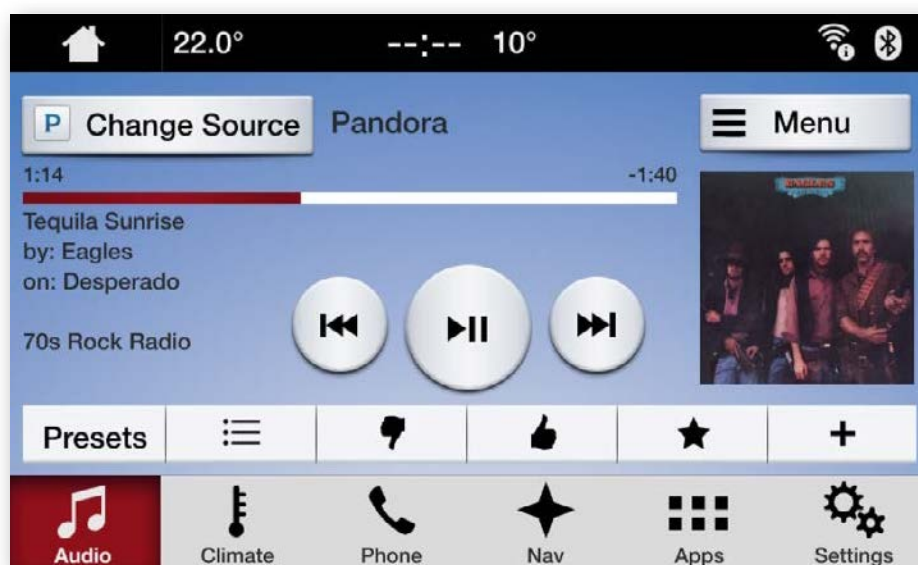 22.0° --:-- 10°
P Change Source Pandora Menu
1:14 -1:40
Tequila Sunrise
by: Eagles
on: Desperado
70s Rock Radio
Presets
Audio Climate Phone Nav Apps Settings